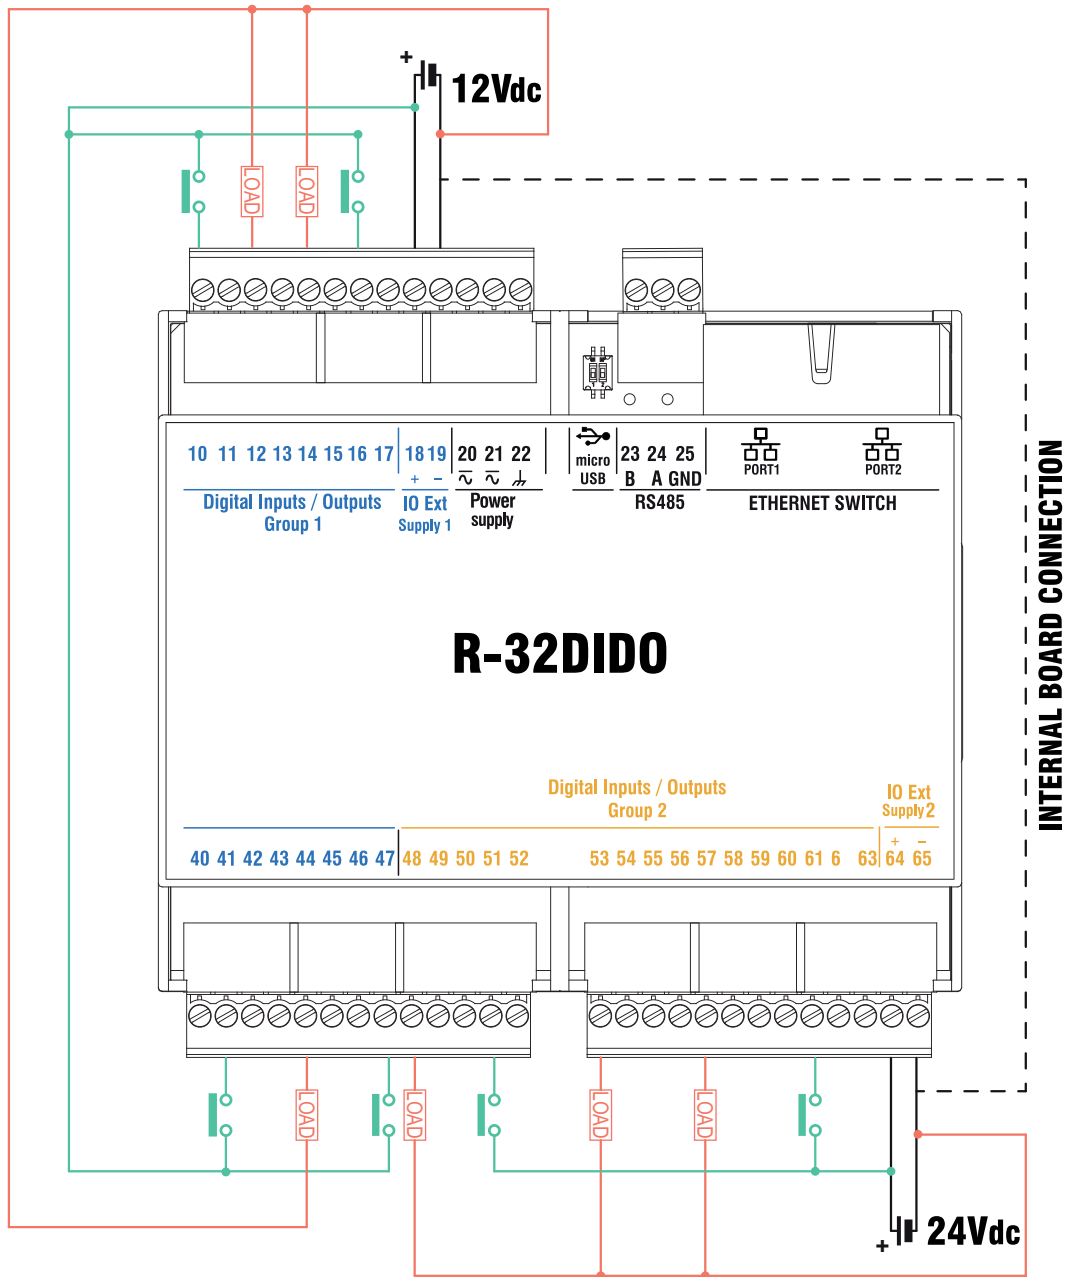 +
12Vdc
LOAD LOAD
10 11 12 13 14 15 16 17 18 19 20 21 22 micro USB 23 24 25 PORT1 PORT2
+ - B A GND
Digital Inputs / Outputs
Group 1
IO Ext
Supply 1
Power
supply
RS485
ETHERNET SWITCH
INTERNAL BOARD CONNECTION
R-32DIDO
Digital Inputs / Outputs
Group 2
IO Ext
Supply 2
+ -
40 41 42 43 44 45 46 47 48 49 50 51 52 53 54 55 56 57 58 59 60 61 6 63 64 65
LOAD LOAD LOAD LOAD
24Vdc
+